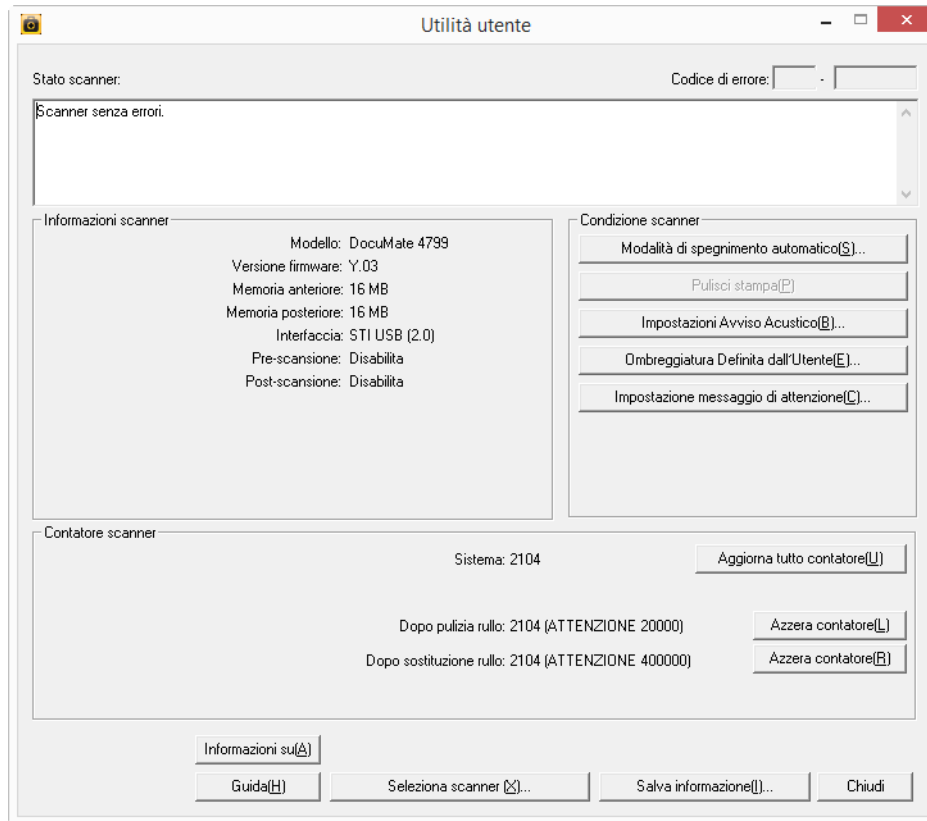 Utilità utente
Stato scanner:
Codice di errore: -
Scanner senza errori.
Informazioni scanner
Modello: DocuMate 4799
Versione firmware: Y.03
Memoria anteriore: 16 MB
Memoria posteriore: 16 MB
Interfaccia: STI USB (2.0)
Pre-scansione: Disabilita
Post-scansione: Disabilita
Condizione scanner
Modalità di spegnimento automatico(S)...
Pulisci stampa(P)
Impostazioni Avviso Acustico(B)...
Ombreggiatura Definita dall'Utente(E)...
Impostazione messaggio di attenzione(C)...
Contatore scanner
Sistema: 2104
Aggiorna tutto contatore(U)
Dopo pulizia rullo: 2104 (ATTENZIONE 20000)
Azzera contatore(L)
Dopo sostituzione rullo: 2104 (ATTENZIONE 400000)
Azzera contatore(R)
Informazioni su(A)
Guida(H)
Seleziona scanner (X)...
Salva informazione(I)...
Chiudi